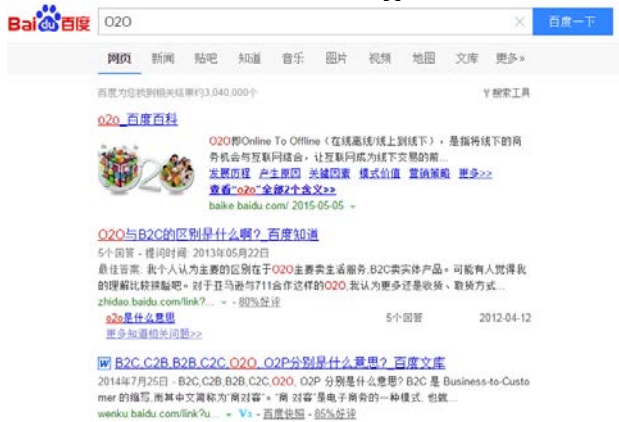 Baidu百度 O2O × 百度一下
网页 新闻 贴吧 知道 音乐 图片 视频 地图 文库 更多»
百度为您找到相关结果约3,040,000个 搜索工具
o2o_百度百科
O2O即Online To Offline（在线离线/线上到线下），是指将线下的商
务机会与互联网结合，让互联网成为线下交易的前...
发展历程 产生原因 关键因素 模式价值 营销策略 更多>>
查看“o2o”全部2个含义>>
baike.baidu.com/ 2015-05-05
O2O与B2C的区别是什么啊?_百度知道
5个回答 - 提问时间: 2013年05月22日
最佳答案: 我个人认为主要的区别在于O2O主要卖生活服务,B2C卖实体产品。可能有人觉得我
的理解比较狭隘吧。对于亚马逊与711合作这样的O2O,我认为更多还是收货、取货方式...
zhidao.baidu.com/link?... - 80%好评
o2o是什么意思 5个回答 2012-04-12
更多知道相关问题>>
W B2C,C2B,B2B,C2C,O2O, O2P分别是什么意思?_百度文库
2014年7月25日 - B2C,C2B,B2B,C2C,O2O, O2P 分别是什么意思? B2C 是 Business-to-Custo
mer 的缩写,而其中文简称为“商对客”。“商 对客”是电子商务的一种模式, 也就...
wenku.baidu.com/link?u... - V1 - 百度快照 - 85%好评